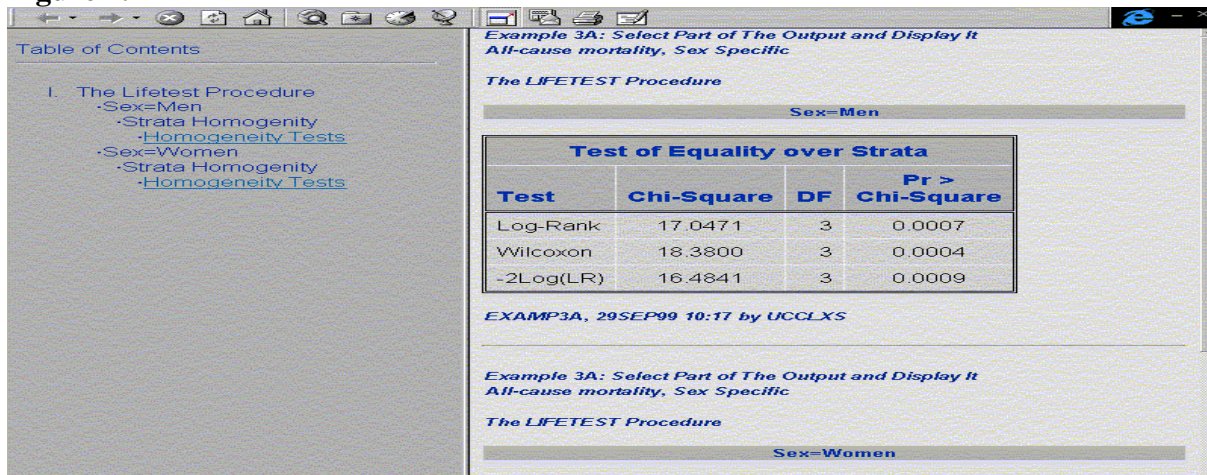 Table of Contents
I. The Lifetest Procedure
·Sex=Men
·Strata Homogenity
·Homogeneity Tests
·Sex=Women
·Strata Homogenity
·Homogeneity Tests
Example 3A: Select Part of The Output and Display It
All-cause mortality, Sex Specific
The LIFETEST Procedure
Sex=Men
Test of Equality over Strata
Test Chi-Square DF Pr > Chi-Square
Log-Rank 17.0471 3 0.0007
Wilcoxon 18.3800 3 0.0004
-2Log(LR) 16.4841 3 0.0009
EXAMP3A, 29SEP99 10:17 by UCCLXS
Example 3A: Select Part of The Output and Display It
All-cause mortality, Sex Specific
The LIFETEST Procedure
Sex=Women